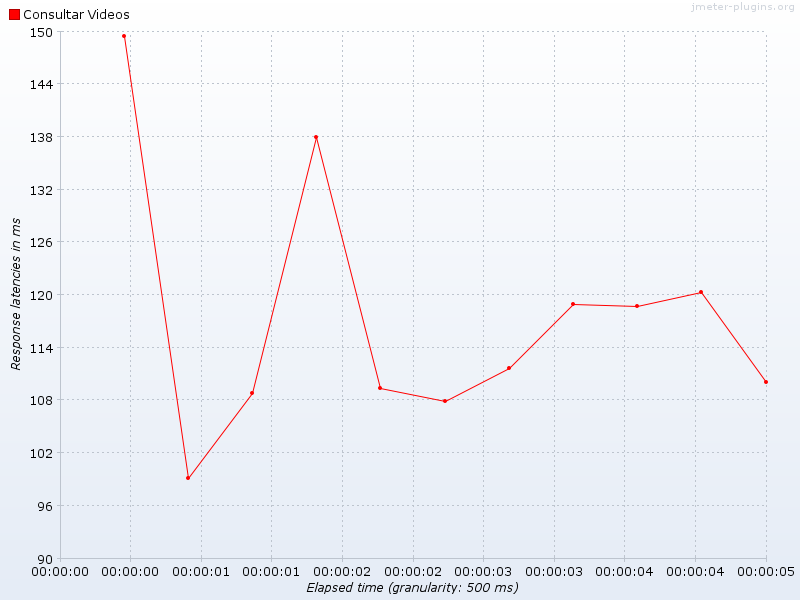 jmeter-plugins.org
Consultar Videos
150
144
138
132
126
120
114
108
102
96
90
Response latencies in ms
00:00:00 00:00:00 00:00:01 00:00:01 00:00:02 00:00:02 00:00:03 00:00:03 00:00:04 00:00:04 00:00:05
Elapsed time (granularity: 500 ms)